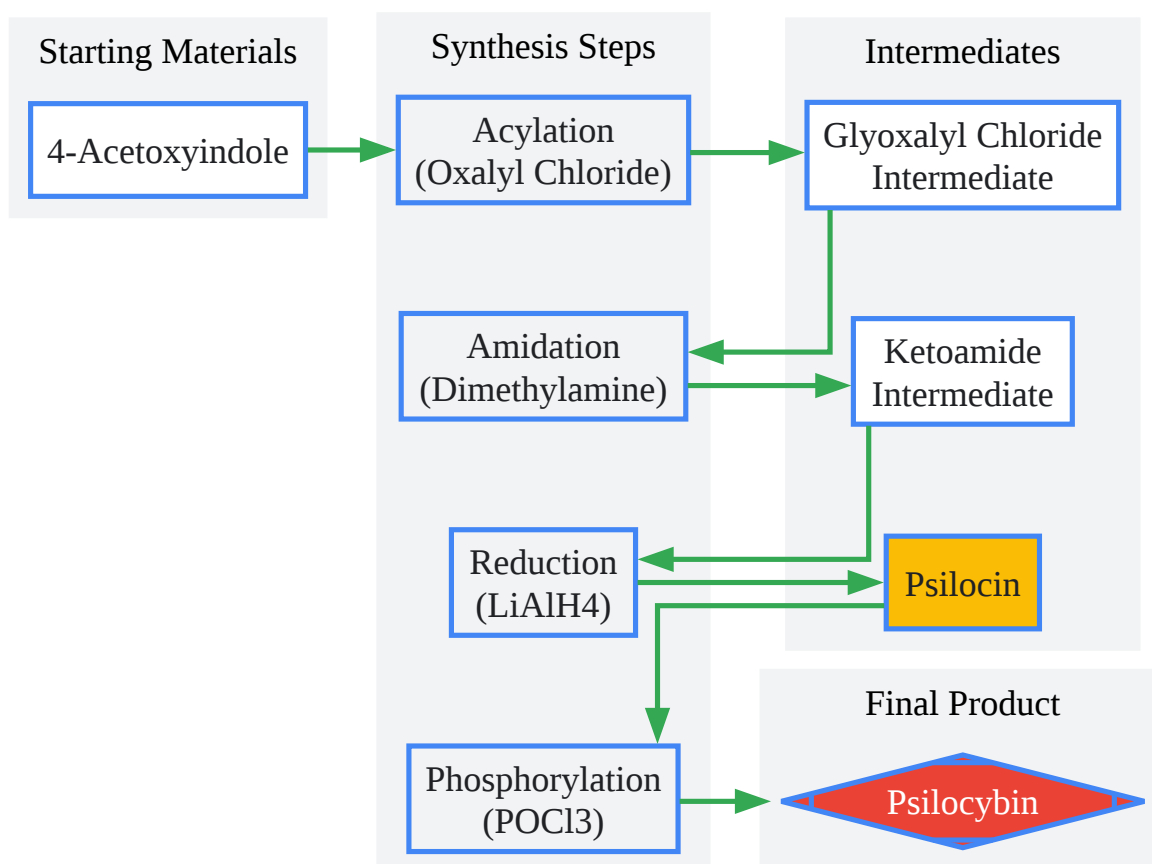 Starting Materials
Synthesis Steps
Intermediates
4-Acetoxyindole
Acylation
(Oxalyl Chloride)
Glyoxalyl Chloride
Intermediate
Amidation
(Dimethylamine)
Ketoamide
Intermediate
Reduction
(LiAlH4)
Psilocin
Final Product
Phosphorylation
(POCl3)
Psilocybin